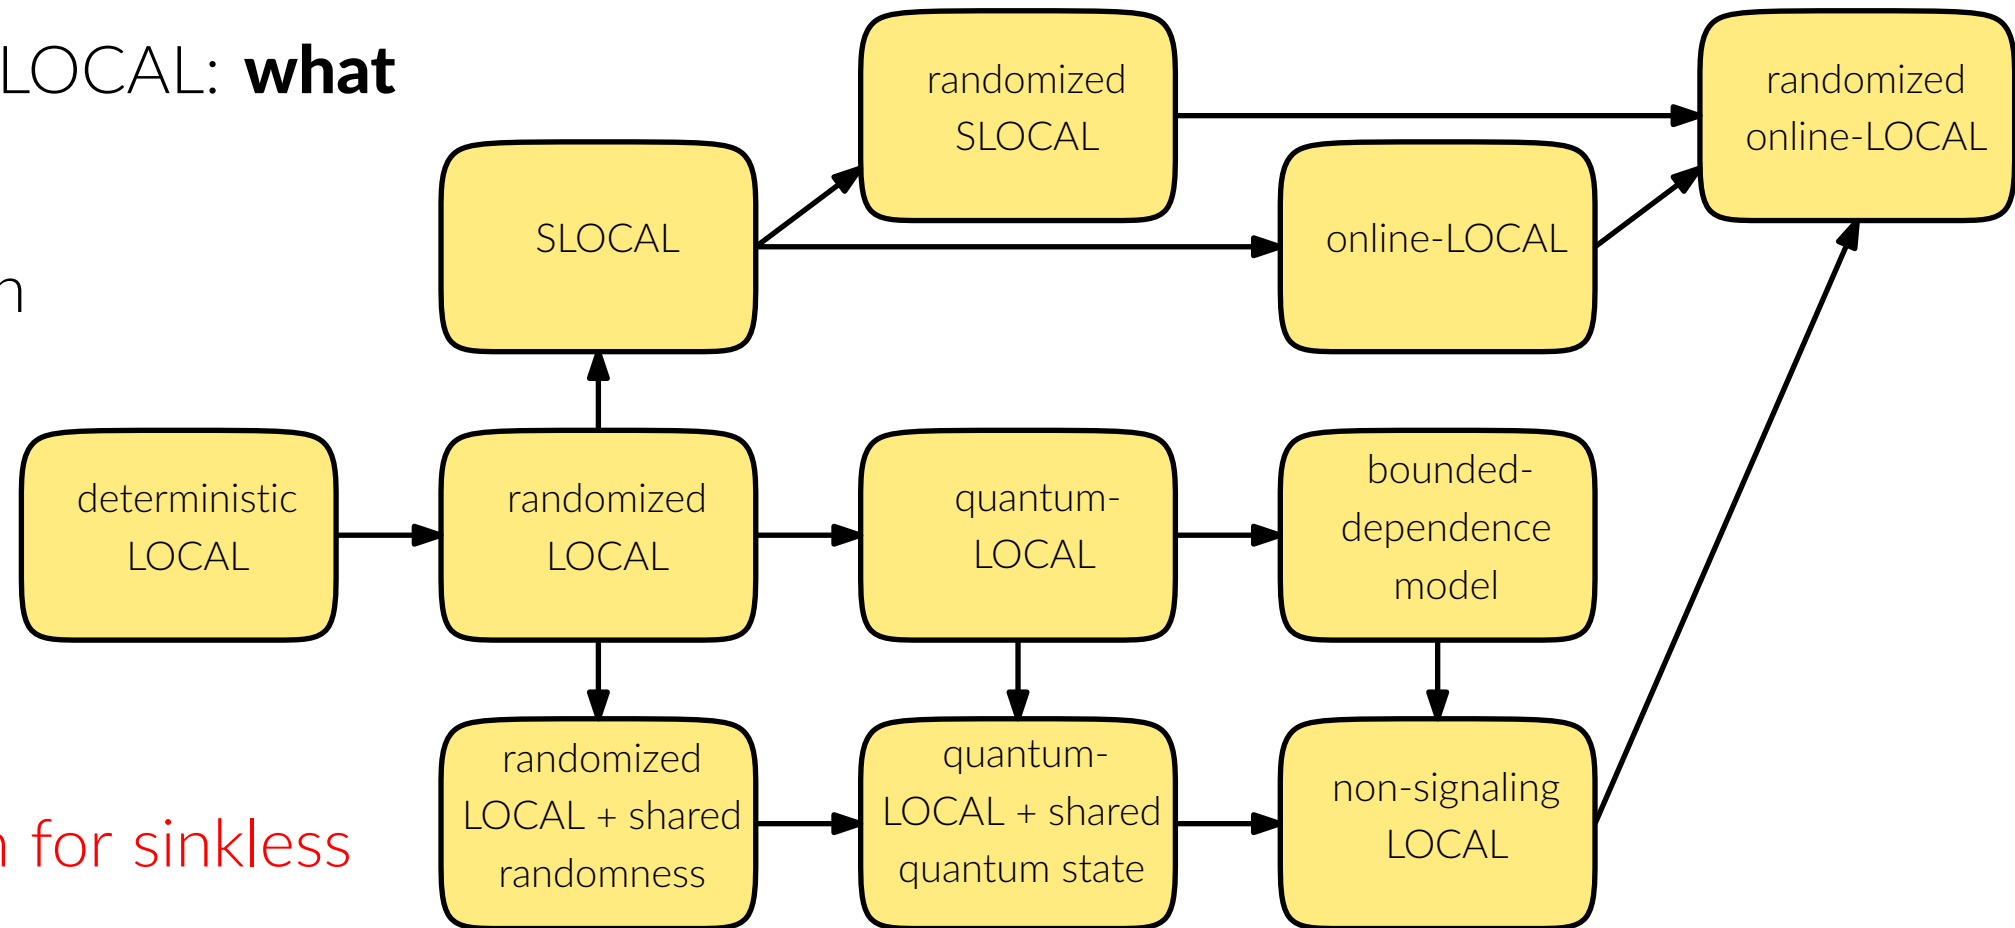 LOCAL: what
n
n for sinkless
randomized
SLOCAL
randomized
online-LOCAL
SLOCAL
online-LOCAL
deterministic
LOCAL
randomized
LOCAL
quantum-
LOCAL
bounded-
dependence
model
randomized
LOCAL + shared
randomness
quantum-
LOCAL + shared
quantum state
non-signaling
LOCAL